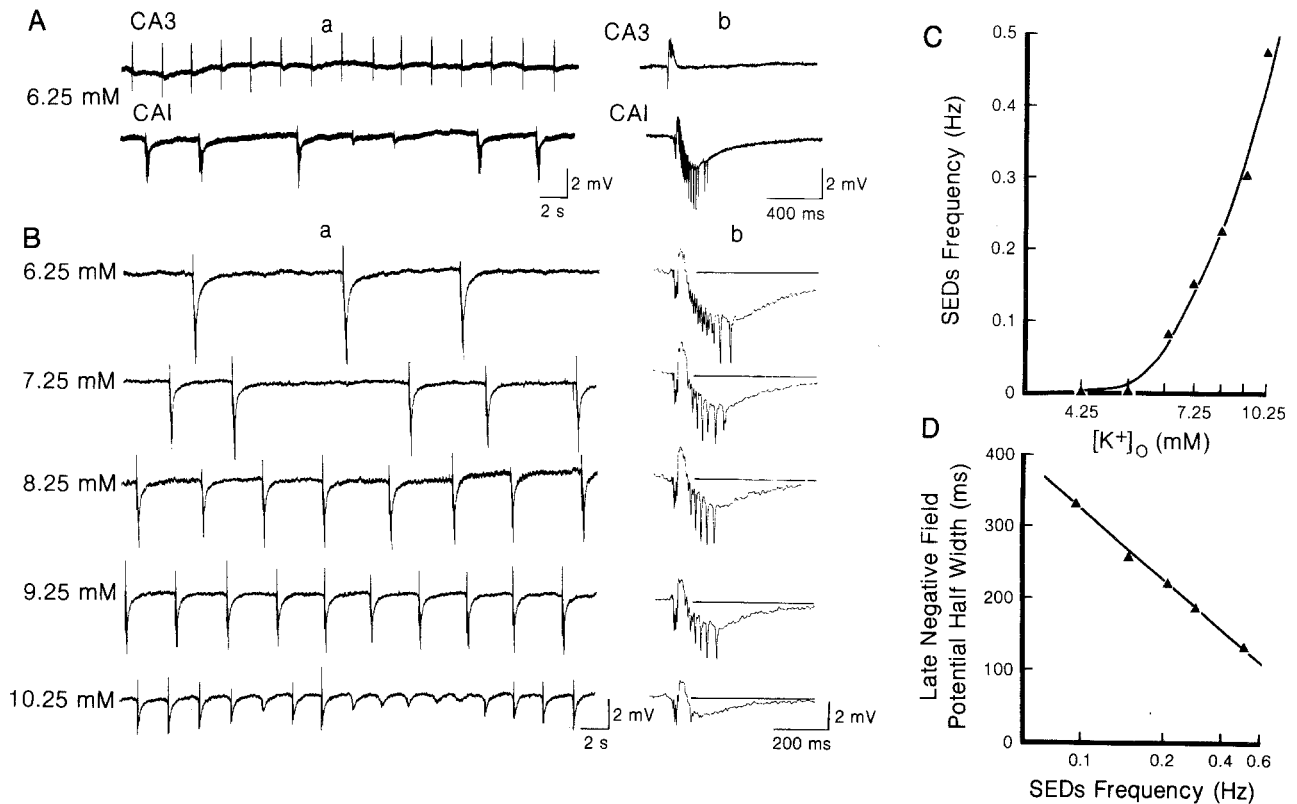 A
CA3
a
b
CA3
6.25 mM
CA1
CA1
2 mV
2 s
2 mV
400 ms
B
a
b
6.25 mM
7.25 mM
8.25 mM
9.25 mM
10.25 mM
2 mV
2 s
2 mV
200 ms
C
SEDs Frequency (Hz)
0.5
0.4
0.3
0.2
0.1
0
4.25
7.25
10.25
[K+]O (mM)
D
Late Negative Field
Potential Half Width (ms)
400
300
200
100
0
0.1
0.2
0.4
0.6
SEDs Frequency (Hz)